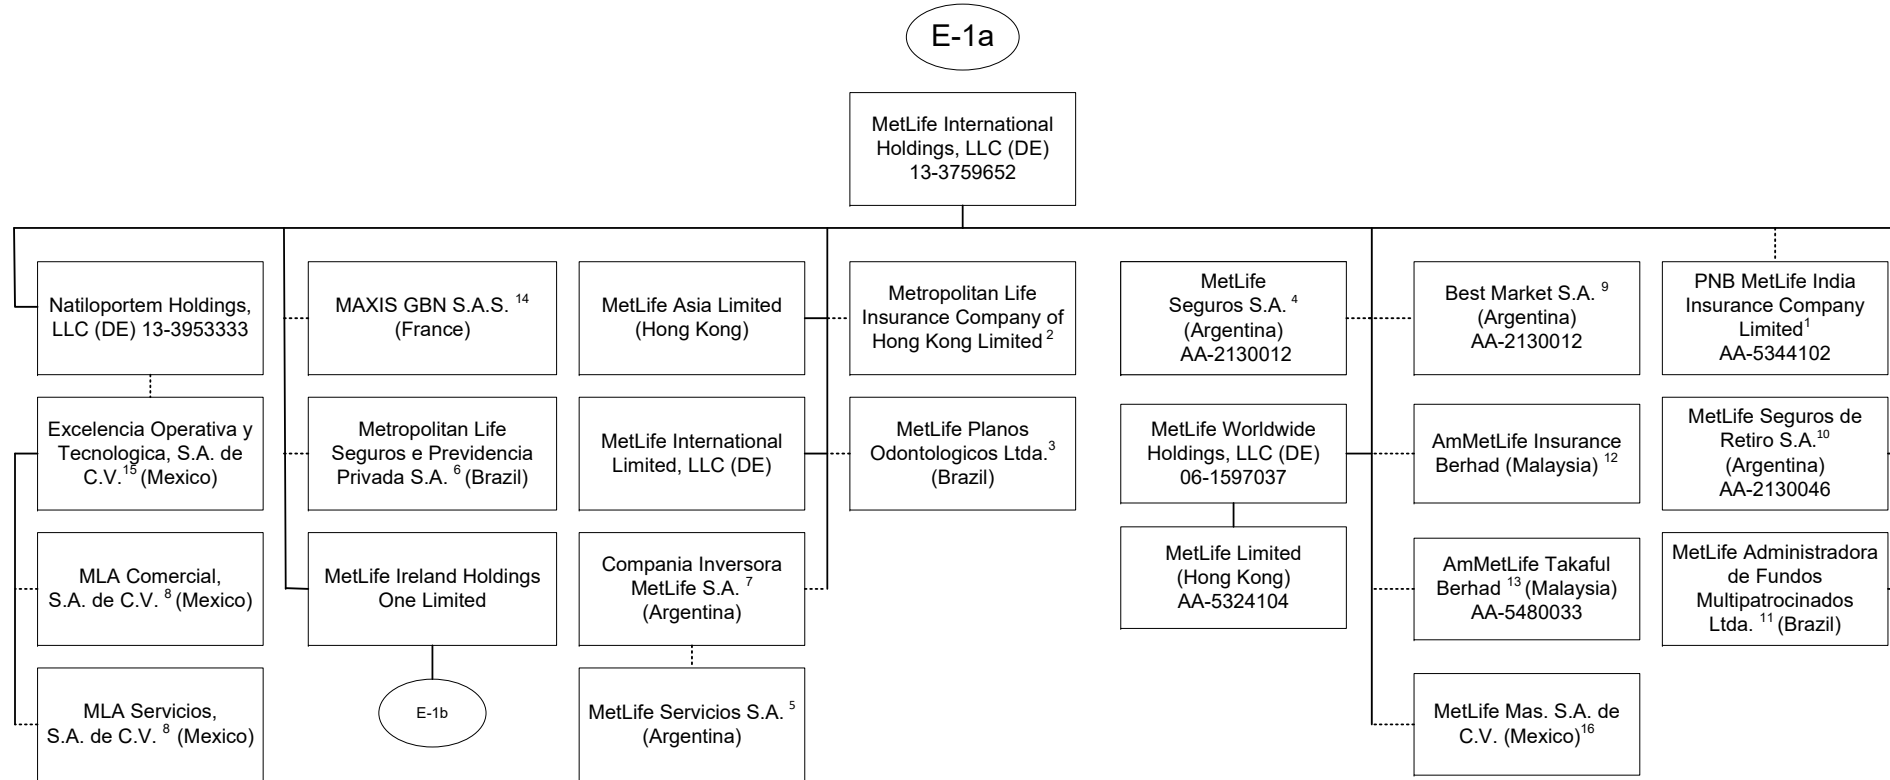 E-1a
MetLife International
Holdings, LLC (DE)
13-3759652
Natiloportem Holdings,
LLC (DE) 13-3953333
MAXIS GBN S.A.S. 14
(France)
MetLife Asia Limited
(Hong Kong)
Metropolitan Life
Insurance Company of
Hong Kong Limited 2
MetLife
Seguros S.A. 4
(Argentina)
AA-2130012
Best Market S.A. 9
(Argentina)
AA-2130012
PNB MetLife India
Insurance Company
Limited1
AA-5344102
Excelencia Operativa y
Tecnologica, S.A. de
C.V.15 (Mexico)
Metropolitan Life
Seguros e Previdencia
Privada S.A. 6 (Brazil)
MetLife International
Limited, LLC (DE)
MetLife Planos
Odontologicos Ltda.3
(Brazil)
MetLife Worldwide
Holdings, LLC (DE)
06-1597037
AmMetLife Insurance
Berhad (Malaysia) 12
MetLife Seguros de
Retiro S.A.10
(Argentina)
AA-2130046
MLA Comercial,
S.A. de C.V. 8 (Mexico)
MetLife Ireland Holdings
One Limited
Compania Inversora
MetLife S.A. 7
(Argentina)
MetLife Limited
(Hong Kong)
AA-5324104
AmMetLife Takaful
Berhad 13 (Malaysia)
AA-5480033
MetLife Administradora
de Fundos
Multipatrocinados
Ltda. 11 (Brazil)
MLA Servicios,
S.A. de C.V. 8 (Mexico)
E-1b
MetLife Servicios S.A. 5
(Argentina)
MetLife Mas. S.A. de
C.V. (Mexico)16